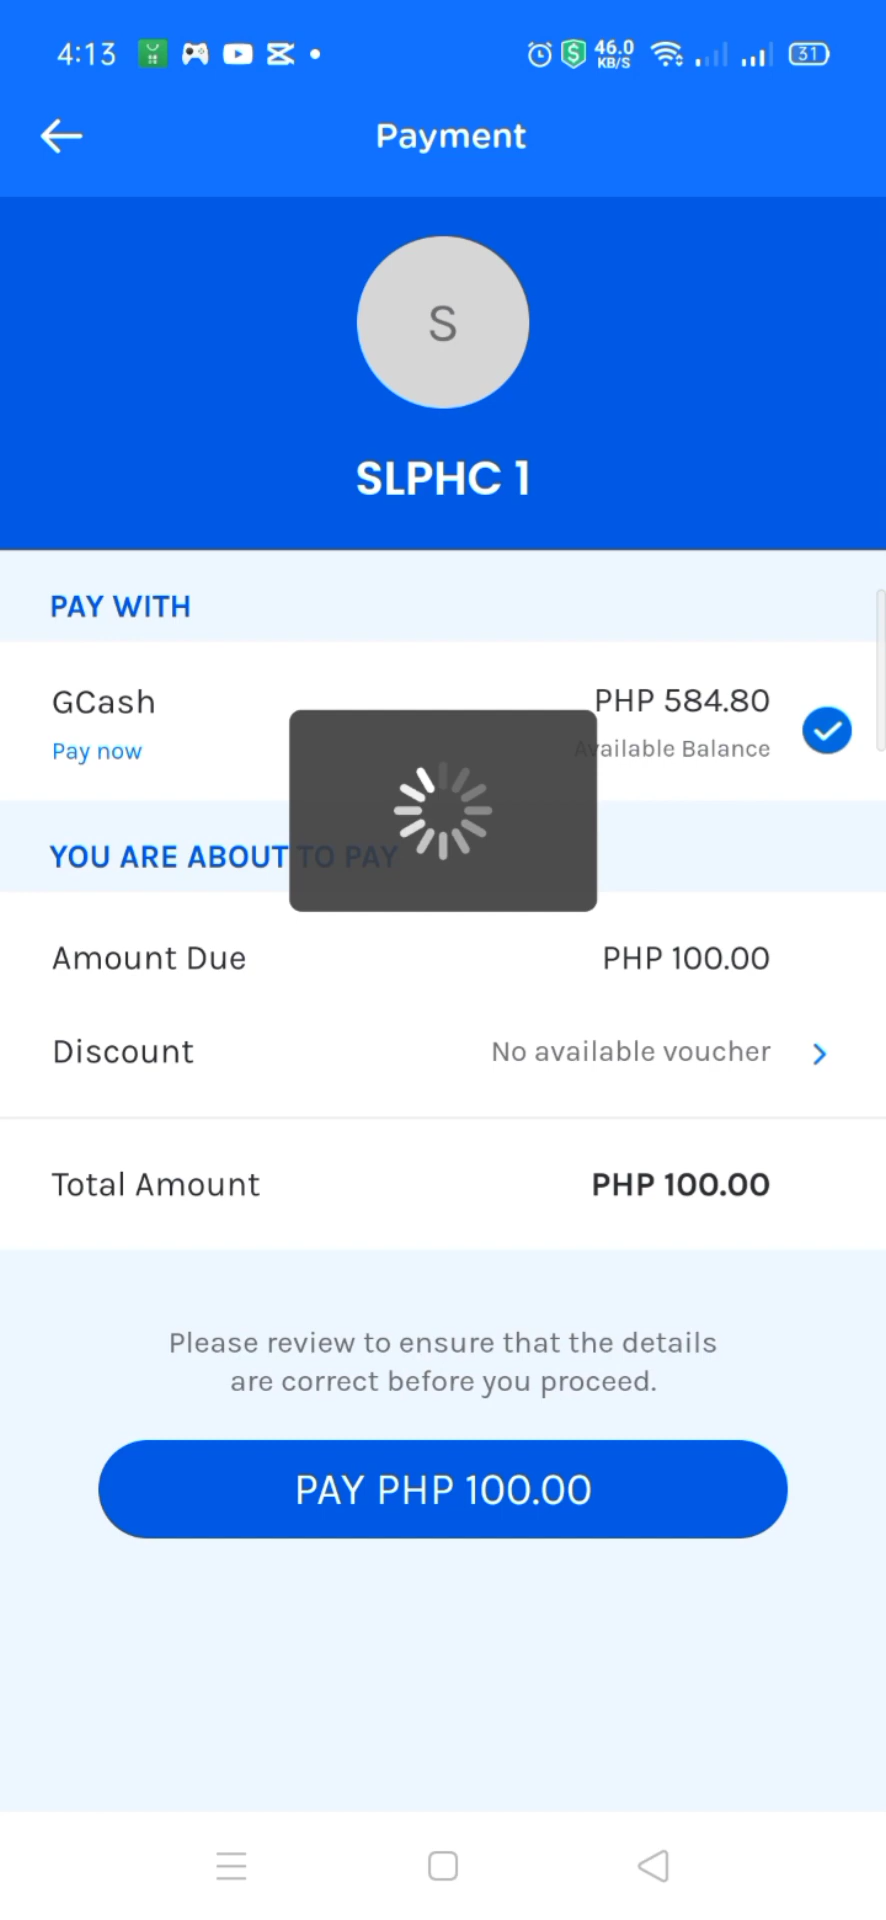 4:13
46.0
KB/S
31
Payment
S
SLPHC 1
PAY WITH
GCash
PHP 584.80
Pay now
Available Balance
YOU ARE ABOUT TO PAY
Amount Due
PHP 100.00
Discount
No available voucher
Total Amount
PHP 100.00
Please review to ensure that the details
are correct before you proceed.
PAY PHP 100.00